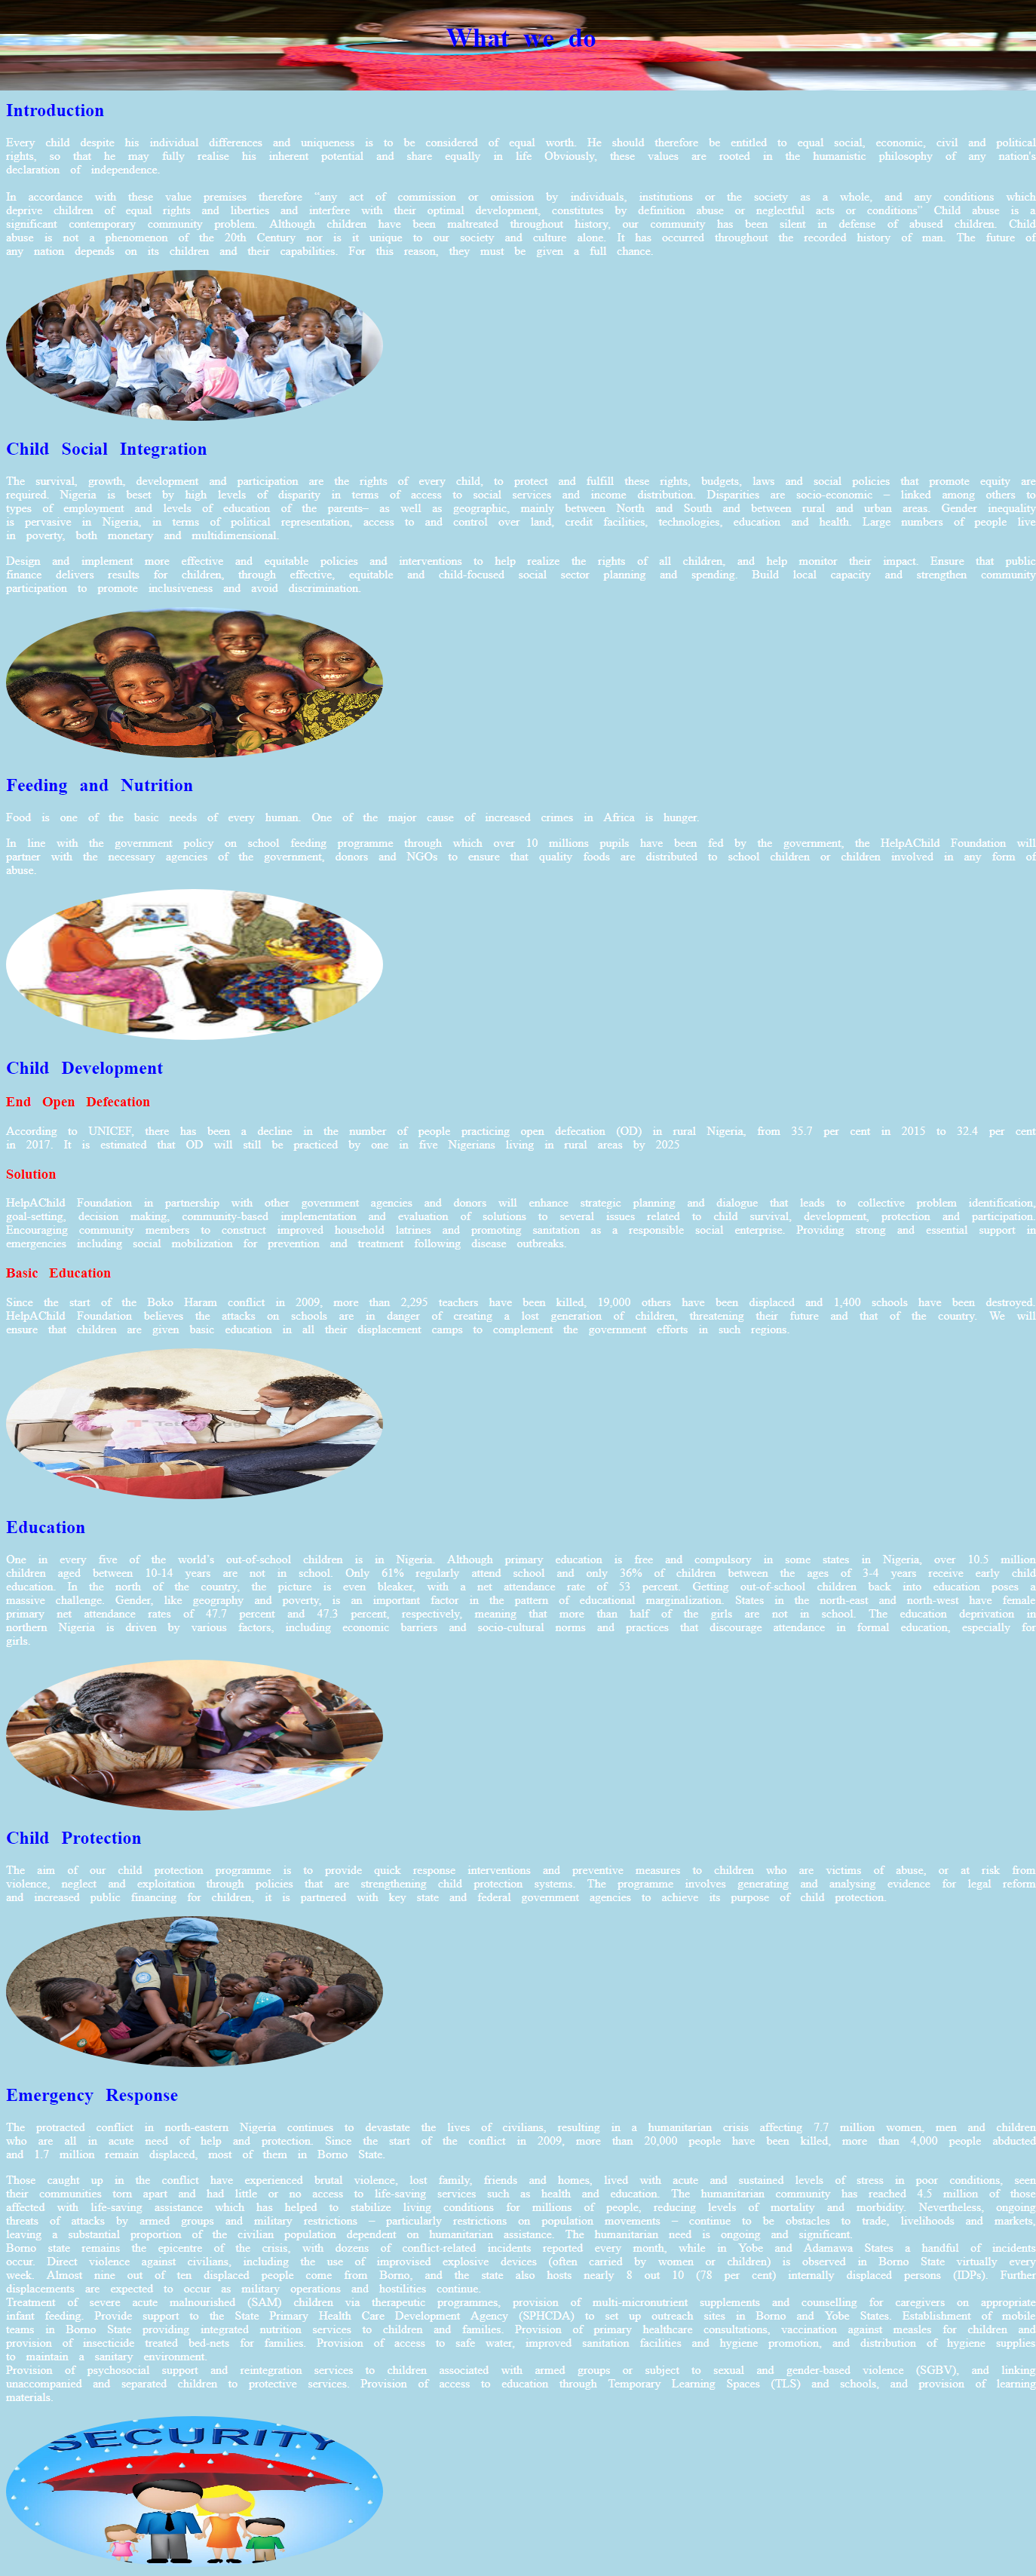 What we do
Introduction
Every child despite his individual differences and uniqueness is to be considered of equal worth. He should therefore be entitled to equal social, economic, civil and political
rights, so that he may fully realise his inherent potential and share equally in life Obviously, these values are rooted in the humanistic philosophy of any nation's
declaration of independence.
In accordance with these value premises therefore "any act of commission or omission by individuals, institutions or the society as a whole, and any conditions which
deprive children of equal rights and liberties and interfere with their optimal development, constitutes by definition abuse or neglectful acts or conditions" Child abuse is a
significant contemporary community problem. Although children have been maltreated throughout history, our community has been silent in defense of abused children. Child
abuse is not a phenomenon of the 20th Century nor is it unique to our society and culture alone. It has occurred throughout the recorded history of man. The future of
any nation depends on its children and their capabilities. For this reason, they must be given a full chance.
Child Social Integration
The survival, growth, development and participation are the rights of every child, to protect and fulfill these rights, budgets, laws and social policies that promote equity are
required. Nigeria is beset by high levels of disparity in terms of access to social services and income distribution. Disparities are socio-economic – linked among others to
types of employment and levels of education of the parents– as well as geographic, mainly between North and South and between rural and urban areas. Gender inequality
is pervasive in Nigeria, in terms of political representation, access to and control over land, credit facilities, technologies, education and health. Large numbers of people live
in poverty, both monetary and multidimensional.
Design and implement more effective and equitable policies and interventions to help realize the rights of all children, and help monitor their impact. Ensure that public
finance delivers results for children, through effective, equitable and child-focused social sector planning and spending. Build local capacity and strengthen community
participation to promote inclusiveness and avoid discrimination.
Feeding and Nutrition
Food is one of the basic needs of every human. One of the major cause of increased crimes in Africa is hunger.
In line with the government policy on school feeding programme through which over 10 millions pupils have been fed by the government, the HelpAChild Foundation will
partner with the necessary agencies of the government, donors and NGOs to ensure that quality foods are distributed to school children or children involved in any form of
abuse.
Child Development
End Open Defecation
According to UNICEF, there has been a decline in the number of people practicing open defecation (OD) in rural Nigeria, from 35.7 per cent in 2015 to 32.4 per cent
in 2017. It is estimated that OD will still be practiced by one in five Nigerians living in rural areas by 2025
Solution
HelpAChild Foundation in partnership with other government agencies and donors will enhance strategic planning and dialogue that leads to collective problem identification,
goal-setting, decision making, community-based implementation and evaluation of solutions to several issues related to child survival, development, protection and participation.
Encouraging community members to construct improved household latrines and promoting sanitation as a responsible social enterprise. Providing strong and essential support in
emergencies including social mobilization for prevention and treatment following disease outbreaks.
Basic Education
Since the start of the Boko Haram conflict in 2009, more than 2,295 teachers have been killed, 19,000 others have been displaced and 1,400 schools have been destroyed.
HelpAChild Foundation believes the attacks on schools are in danger of creating a lost generation of children, threatening their future and that of the country. We will
ensure that children are given basic education in all their displacement camps to complement the government efforts in such regions.
Education
One in every five of the world's out-of-school children is in Nigeria. Although primary education is free and compulsory in some states in Nigeria, over 10.5 million
children aged between 10-14 years are not in school. Only 61% regularly attend school and only 36% of children between the ages of 3-4 years receive early child
education. In the north of the country, the picture is even bleaker, with a net attendance rate of 53 percent. Getting out-of-school children back into education poses a
massive challenge. Gender, like geography and poverty, is an important factor in the pattern of educational marginalization. States in the north-east and north-west have female
primary net attendance rates of 47.7 percent and 47.3 percent, respectively, meaning that more than half of the girls are not in school. The education deprivation in
northern Nigeria is driven by various factors, including economic barriers and socio-cultural norms and practices that discourage attendance in formal education, especially for
girls.
Child Protection
The aim of our child protection programme is to provide quick response interventions and preventive measures to children who are victims of abuse, or at risk from
violence, neglect and exploitation through policies that are strengthening child protection systems. The programme involves generating and analysing evidence for legal reform
and increased public financing for children, it is partnered with key state and federal government agencies to achieve its purpose of child protection.
Emergency Response
The protracted conflict in north-eastern Nigeria continues to devastate the lives of civilians, resulting in a humanitarian crisis affecting 7.7 million women, men and children
who are all in acute need of help and protection. Since the start of the conflict in 2009, more than 20,000 people have been killed, more than 4,000 people abducted
and 1.7 million remain displaced, most of them in Borno State.
Those caught up in the conflict have experienced brutal violence, lost family, friends and homes, lived with acute and sustained levels of stress in poor conditions, seen
their communities torn apart and had little or no access to life-saving services such as health and education. The humanitarian community has reached 4.5 million of those
affected with life-saving assistance which has helped to stabilize living conditions for millions of people, reducing levels of mortality and morbidity. Nevertheless, ongoing
threats of attacks by armed groups and military restrictions – particularly restrictions on population movements – continue to be obstacles to trade, livelihoods and markets,
leaving a substantial proportion of the civilian population dependent on humanitarian assistance. The humanitarian need is ongoing and significant.
Borno state remains the epicentre of the crisis, with dozens of conflict-related incidents reported every month, while in Yobe and Adamawa States a handful of incidents
occur. Direct violence against civilians, including the use of improvised explosive devices (often carried by women or children) is observed in Borno State virtually every
week. Almost nine out of ten displaced people come from Borno, and the state also hosts nearly 8 out 10 (78 per cent) internally displaced persons (IDPs). Further
displacements are expected to occur as military operations and hostilities continue.
Treatment of severe acute malnourished (SAM) children via therapeutic programmes, provision of multi-micronutrient supplements and counselling for caregivers on appropriate
infant feeding. Provide support to the State Primary Health Care Development Agency (SPHCDA) to set up outreach sites in Borno and Yobe States. Establishment of mobile
teams in Borno State providing integrated nutrition services to children and families. Provision of primary healthcare consultations, vaccination against measles for children and
provision of insecticide treated bed-nets for families. Provision of access to safe water, improved sanitation facilities and hygiene promotion, and distribution of hygiene supplies
to maintain a sanitary environment.
Provision of psychosocial support and reintegration services to children associated with armed groups or subject to sexual and gender-based violence (SGBV), and linking
unaccompanied and separated children to protective services. Provision of access to education through Temporary Learning Spaces (TLS) and schools, and provision of learning
materials.
SECURITY